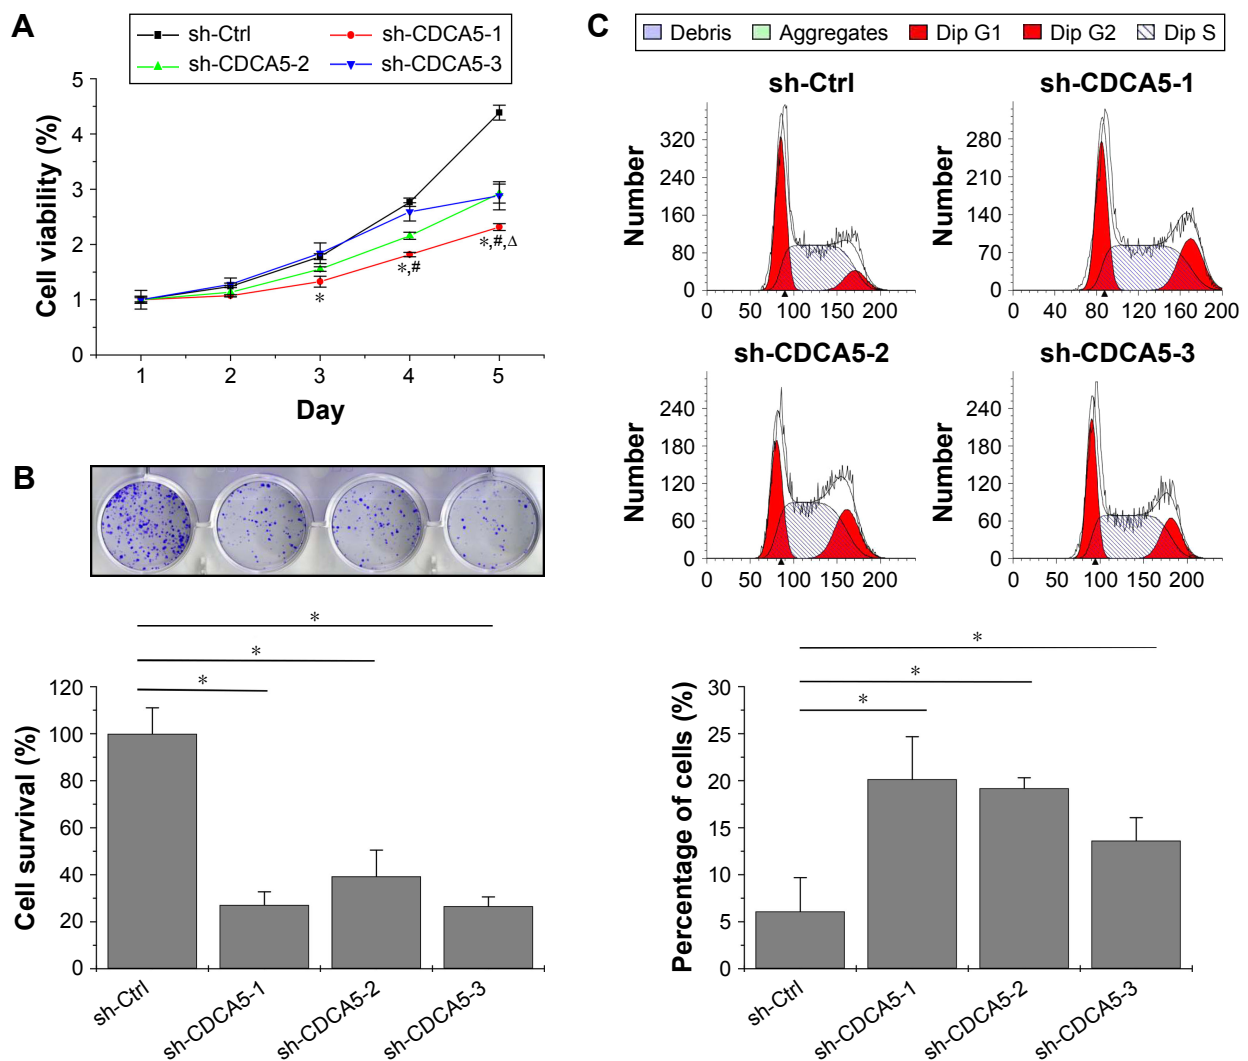 A
sh-Ctrl
sh-CDCA5-1
sh-CDCA5-2
sh-CDCA5-3
Cell viability (%)
5
4
3
2
1
0
*
*,#
*,#,Δ
1 2 3 4 5
Day
B
*
*
*
Cell survival (%)
120
100
80
60
40
20
0
sh-Ctrl
sh-CDCA5-1
sh-CDCA5-2
sh-CDCA5-3
C
Debris Aggregates Dip G1 Dip G2 Dip S
sh-Ctrl
Number
320
240
160
80
0
0 50 100 150 200
sh-CDCA5-1
Number
280
210
140
70
0
0 40 80 120 160 200
sh-CDCA5-2
Number
240
180
120
60
0
0 50 100 150 200
sh-CDCA5-3
Number
240
180
120
60
0
0 50 100 150 200
*
*
*
Percentage of cells (%)
30
25
20
15
10
5
0
sh-Ctrl
sh-CDCA5-1
sh-CDCA5-2
sh-CDCA5-3